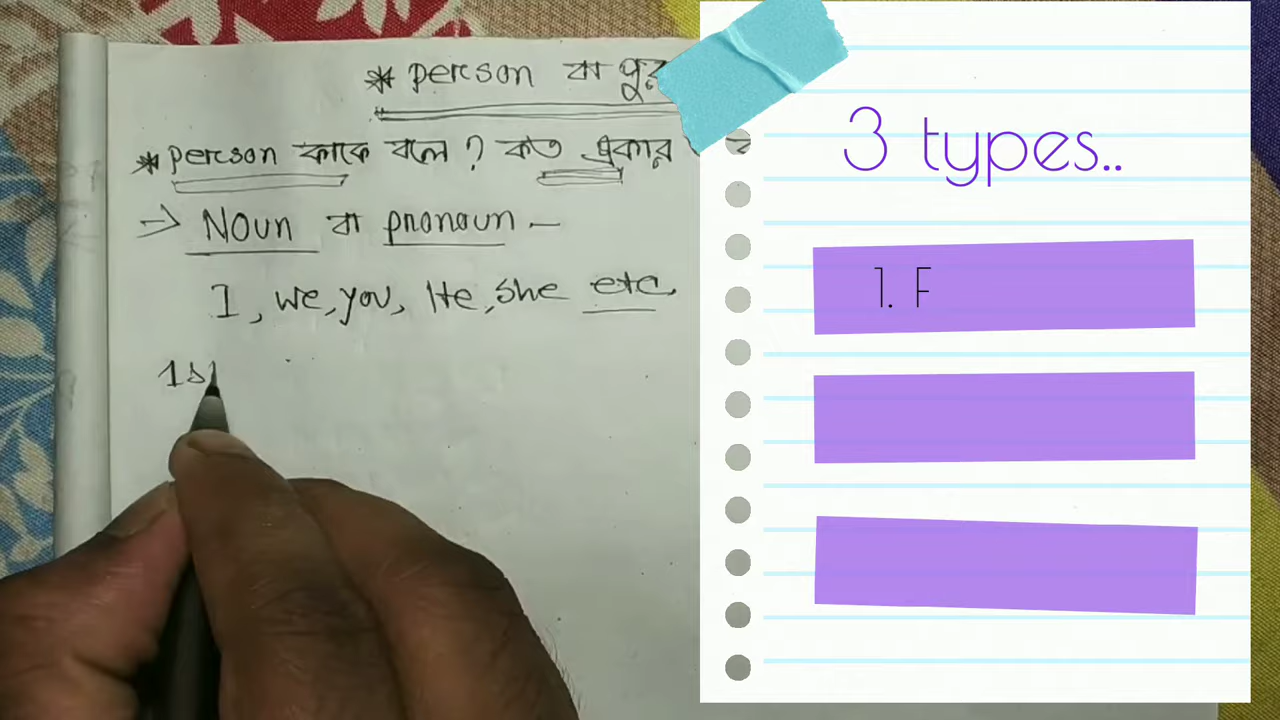 * person বা
* person কাকে বলে ? কত প্রকার
→ Noun বা pronoun —
I, we, you, He, she etc.
1st
3 types..
1. F